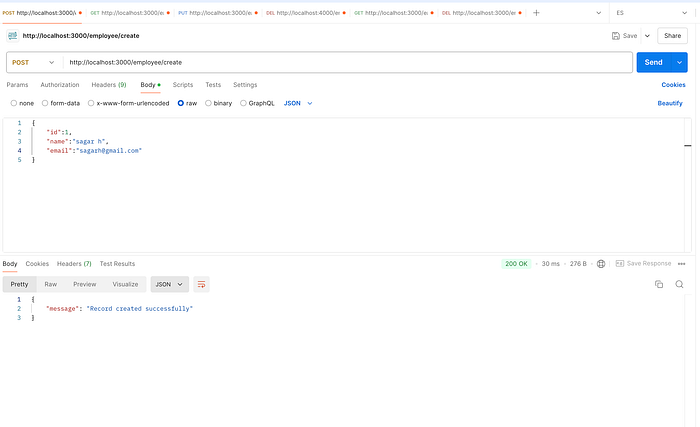 POST http://localhost:3000/
GET http://localhost:3000/e
PUT http://localhost:3000/e
DEL http://localhost:4000/e
GET http://localhost:3000/e
DEL http://localhost:3000/e
ES
http://localhost:3000/employee/create
Save
Share
POST
http://localhost:3000/employee/create
Send
Params Authorization Headers (9) Body Scripts Tests Settings
Cookies
none form-data x-www-form-urlencoded raw binary GraphQL JSON
Beautify
1 {
2 "id":1,
3 "name":"sagar h",
4 "email":"sagarh@gmail.com"
5 }
Body Cookies Headers (7) Test Results
200 OK · 30 ms · 276 B
Save Response
Pretty Raw Preview Visualize JSON
1 {
2 "message": "Record created successfully"
3 }